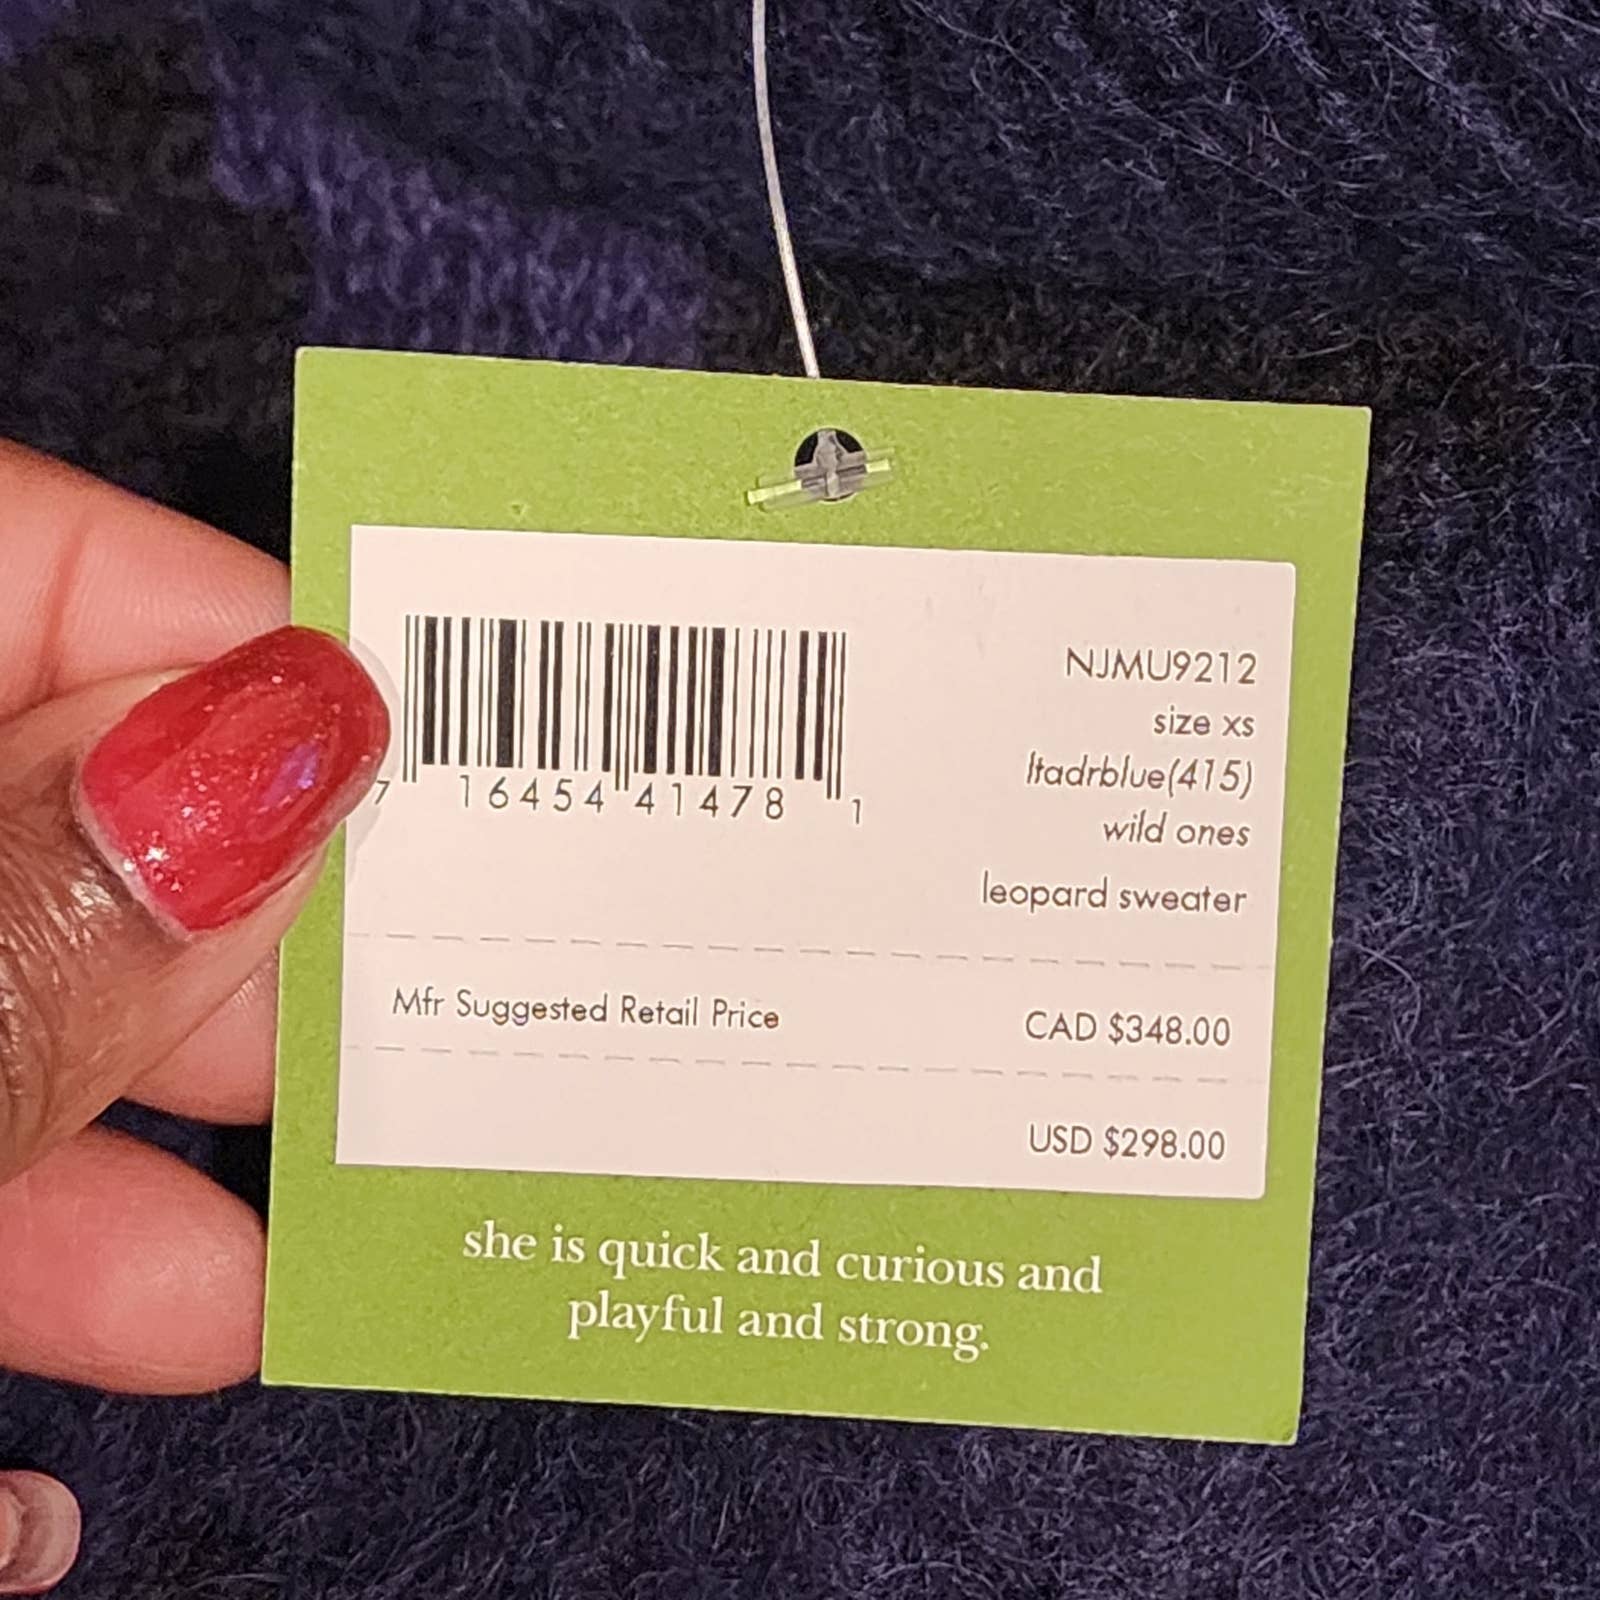 NJMU9212
size xs
ltadrblue(415)
wild ones
leopard sweater
7 16454 41478 1
Mfr Suggested Retail Price CAD $348.00
USD $298.00
she is quick and curious and
playful and strong.